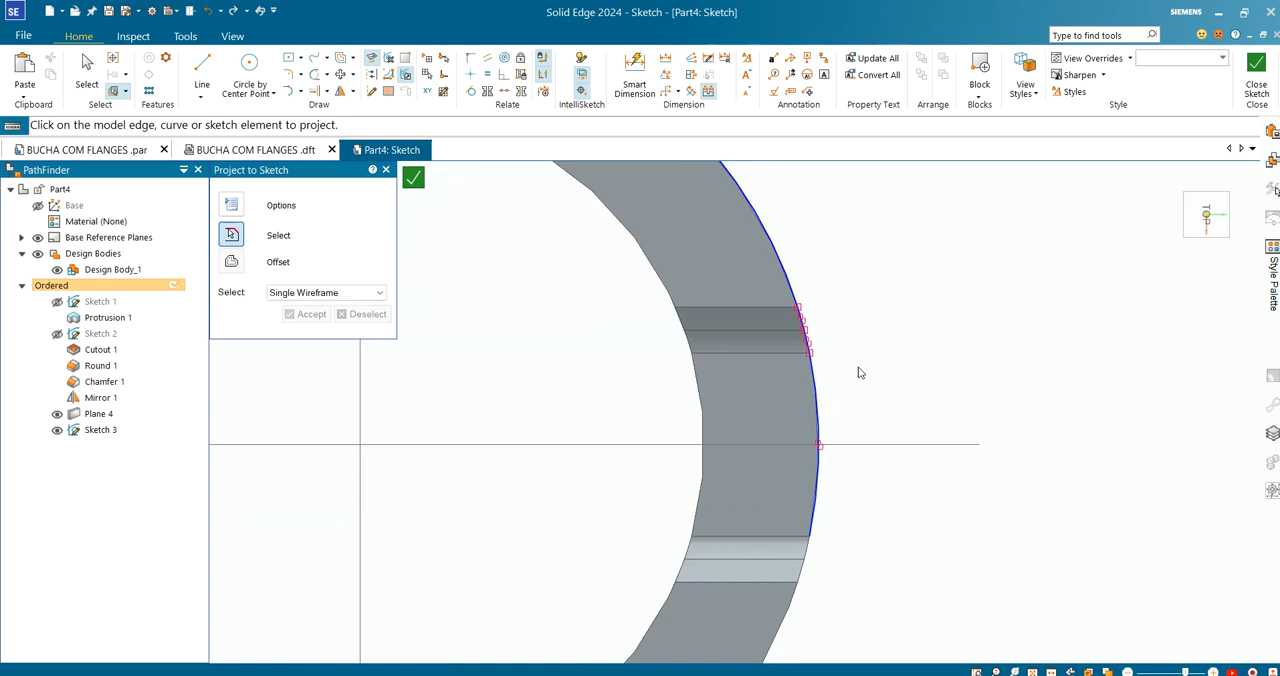 SE
Solid Edge 2024 - Sketch - [Part4: Sketch]
SIEMENS
File
Home
Inspect
Tools
View
Type to find tools
Paste
Clipboard
Select
Select
Features
Line
Circle by Center Point
Draw
Relate
IntelliSketch
Smart Dimension
Dimension
Annotation
Update All
Convert All
Property Text
Arrange
Block
Blocks
View Styles
View Overrides
Sharpen
Styles
Style
Close Sketch
Close
Click on the model edge, curve or sketch element to project.
BUCHA COM FLANGES .par
BUCHA COM FLANGES .dft
Part4: Sketch
PathFinder
Part4
Base
Material (None)
Base Reference Planes
Design Bodies
Design Body_1
Ordered
Sketch 1
Protrusion 1
Sketch 2
Cutout 1
Round 1
Chamfer 1
Mirror 1
Plane 4
Sketch 3
Project to Sketch
Options
Select
Offset
Select
Single Wireframe
Accept
Deselect
Style Palette